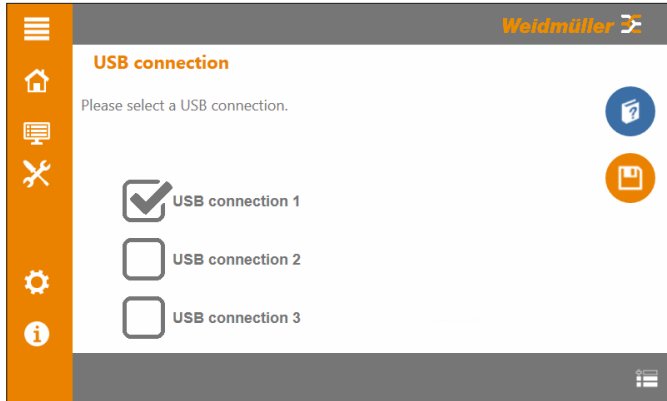 Weidmüller
USB connection
Please select a USB connection.
USB connection 1
USB connection 2
USB connection 3